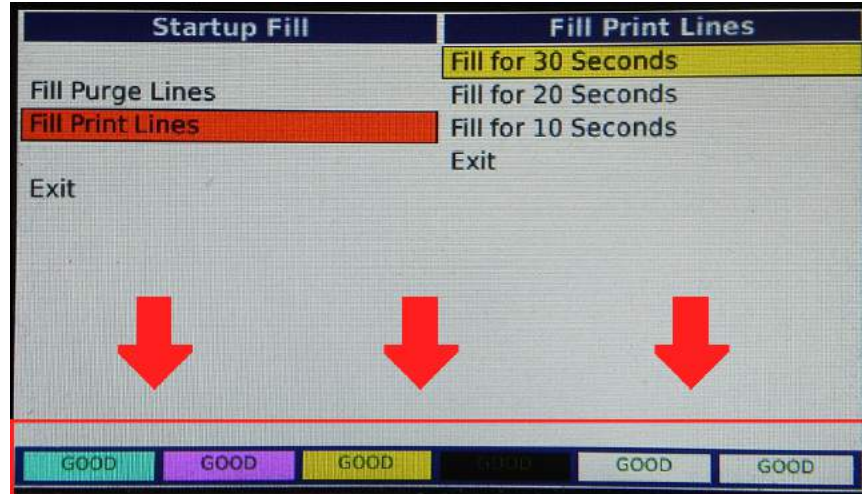 Startup Fill
Fill Print Lines
Fill for 30 Seconds
Fill Purge Lines
Fill for 20 Seconds
Fill Print Lines
Fill for 10 Seconds
Exit
Exit
GOOD GOOD GOOD GOOD GOOD GOOD